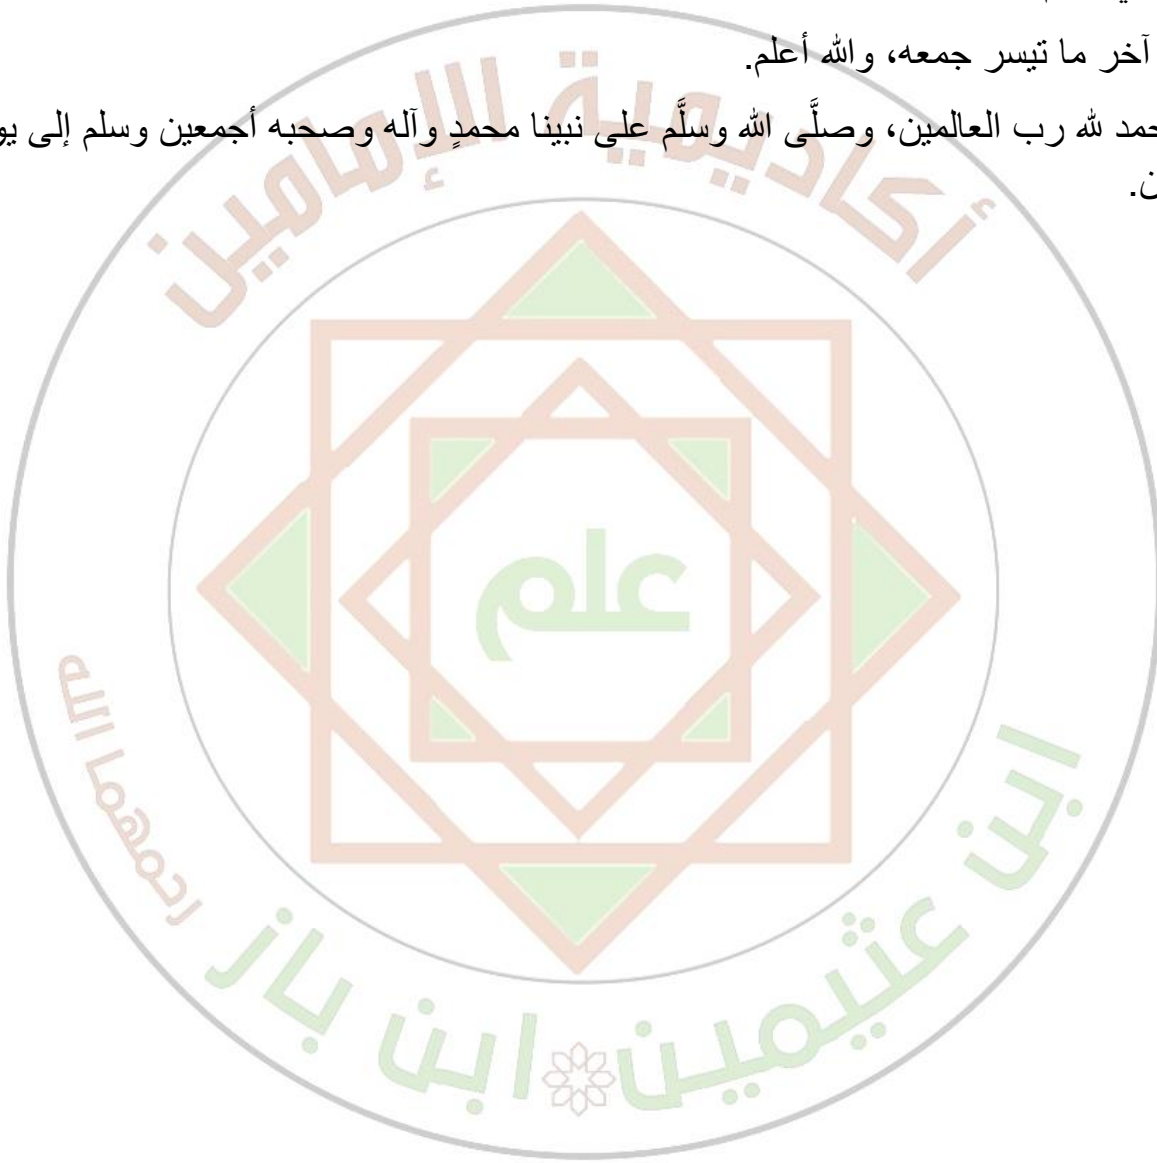 آخر ما تيسر جمعه، والله أعلم.
حمد لله رب العالمين، وصلَّى الله وسلَّم على نبينا محمدٍ وآله وصحبه أجمعين وسلم إلى يو
ن.
أكاديمية الإمامين
علم
رحمهما الله
ابن عثيمين ابن باز